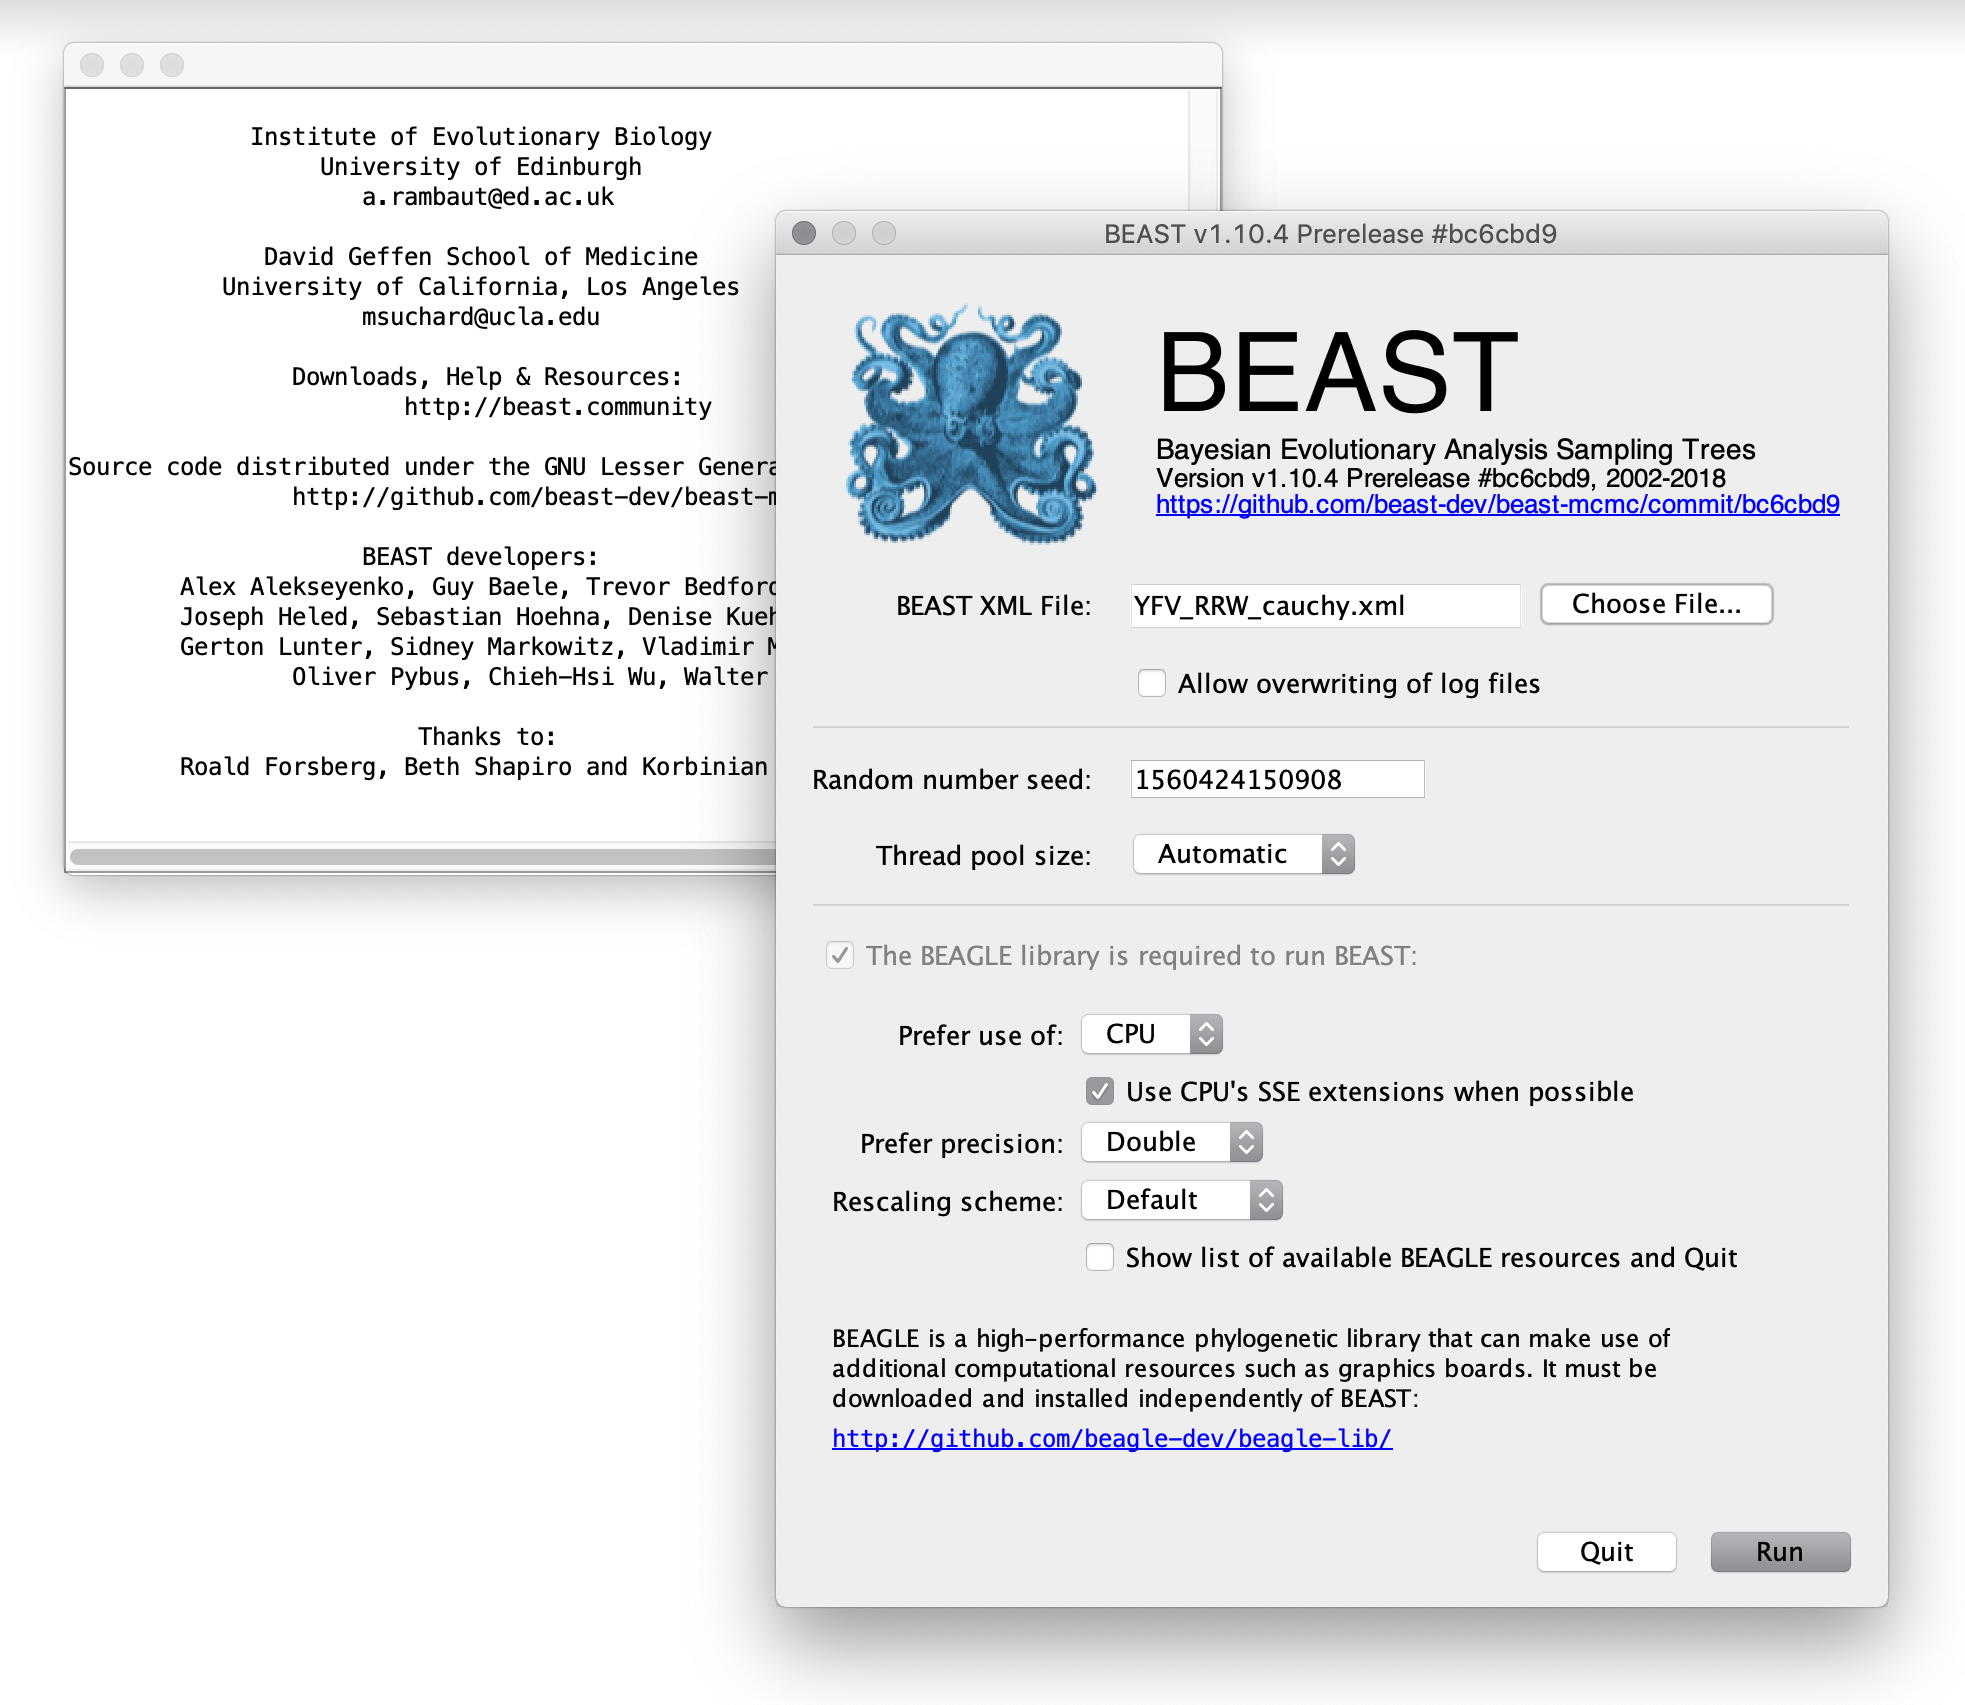 Institute of Evolutionary Biology
University of Edinburgh
a.rambaut@ed.ac.uk
David Geffen School of Medicine
University of California, Los Angeles
msuchard@ucla.edu
Downloads, Help & Resources:
http://beast.community
Source code distributed under the GNU Lesser Genera
http://github.com/beast-dev/beast-m
BEAST developers:
Alex Alekseyenko, Guy Baele, Trevor Bedford
Joseph Heled, Sebastian Hoehna, Denise Kueh
Gerton Lunter, Sidney Markowitz, Vladimir M
Oliver Pybus, Chieh-Hsi Wu, Walter
Thanks to:
Roald Forsberg, Beth Shapiro and Korbinian
BEAST v1.10.4 Prerelease #bc6cbd9
BEAST
Bayesian Evolutionary Analysis Sampling Trees
Version v1.10.4 Prerelease #bc6cbd9, 2002-2018
https://github.com/beast-dev/beast-mcmc/commit/bc6cbd9
BEAST XML File: YFV_RRW_cauchy.xml Choose File...
Allow overwriting of log files
Random number seed: 1560424150908
Thread pool size: Automatic
The BEAGLE library is required to run BEAST:
Prefer use of: CPU
Use CPU's SSE extensions when possible
Prefer precision: Double
Rescaling scheme: Default
Show list of available BEAGLE resources and Quit
BEAGLE is a high-performance phylogenetic library that can make use of
additional computational resources such as graphics boards. It must be
downloaded and installed independently of BEAST:
http://github.com/beagle-dev/beagle-lib/
Quit Run